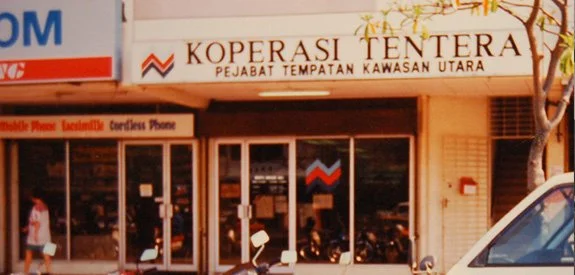 OM
KOPERASI TENTERA
PEJABAT TEMPATAN KAWASAN UTARA
Mobile Phone Facsimile Cordless Phone